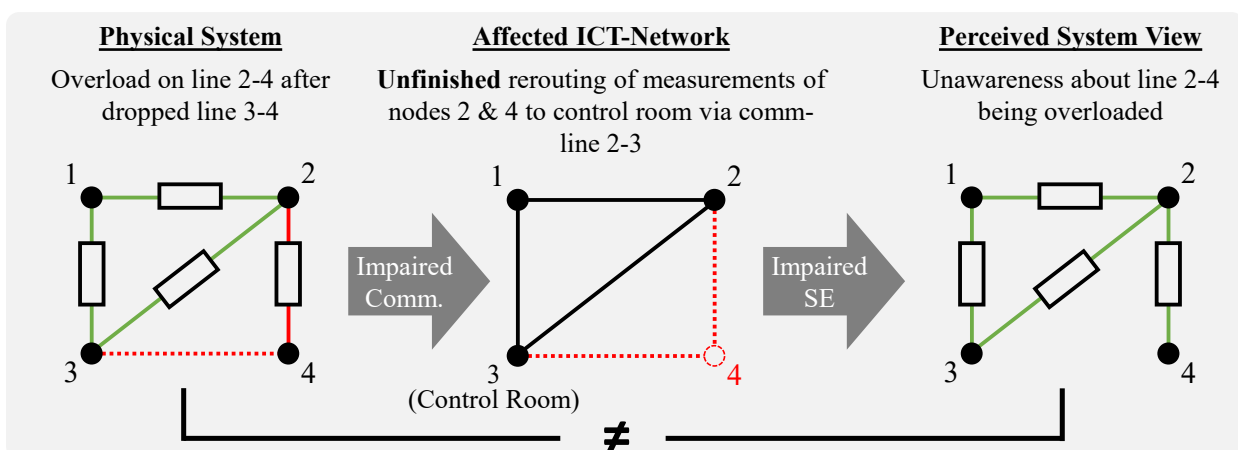 Physical System
Overload on line 2-4 after
dropped line 3-4
1
2
3
4
Impaired
Comm.
Affected ICT-Network
Unfinished rerouting of measurements of
nodes 2 & 4 to control room via comm-
line 2-3
1
2
3
4
(Control Room)
Impaired
SE
Perceived System View
Unawareness about line 2-4
being overloaded
1
2
3
4
≠